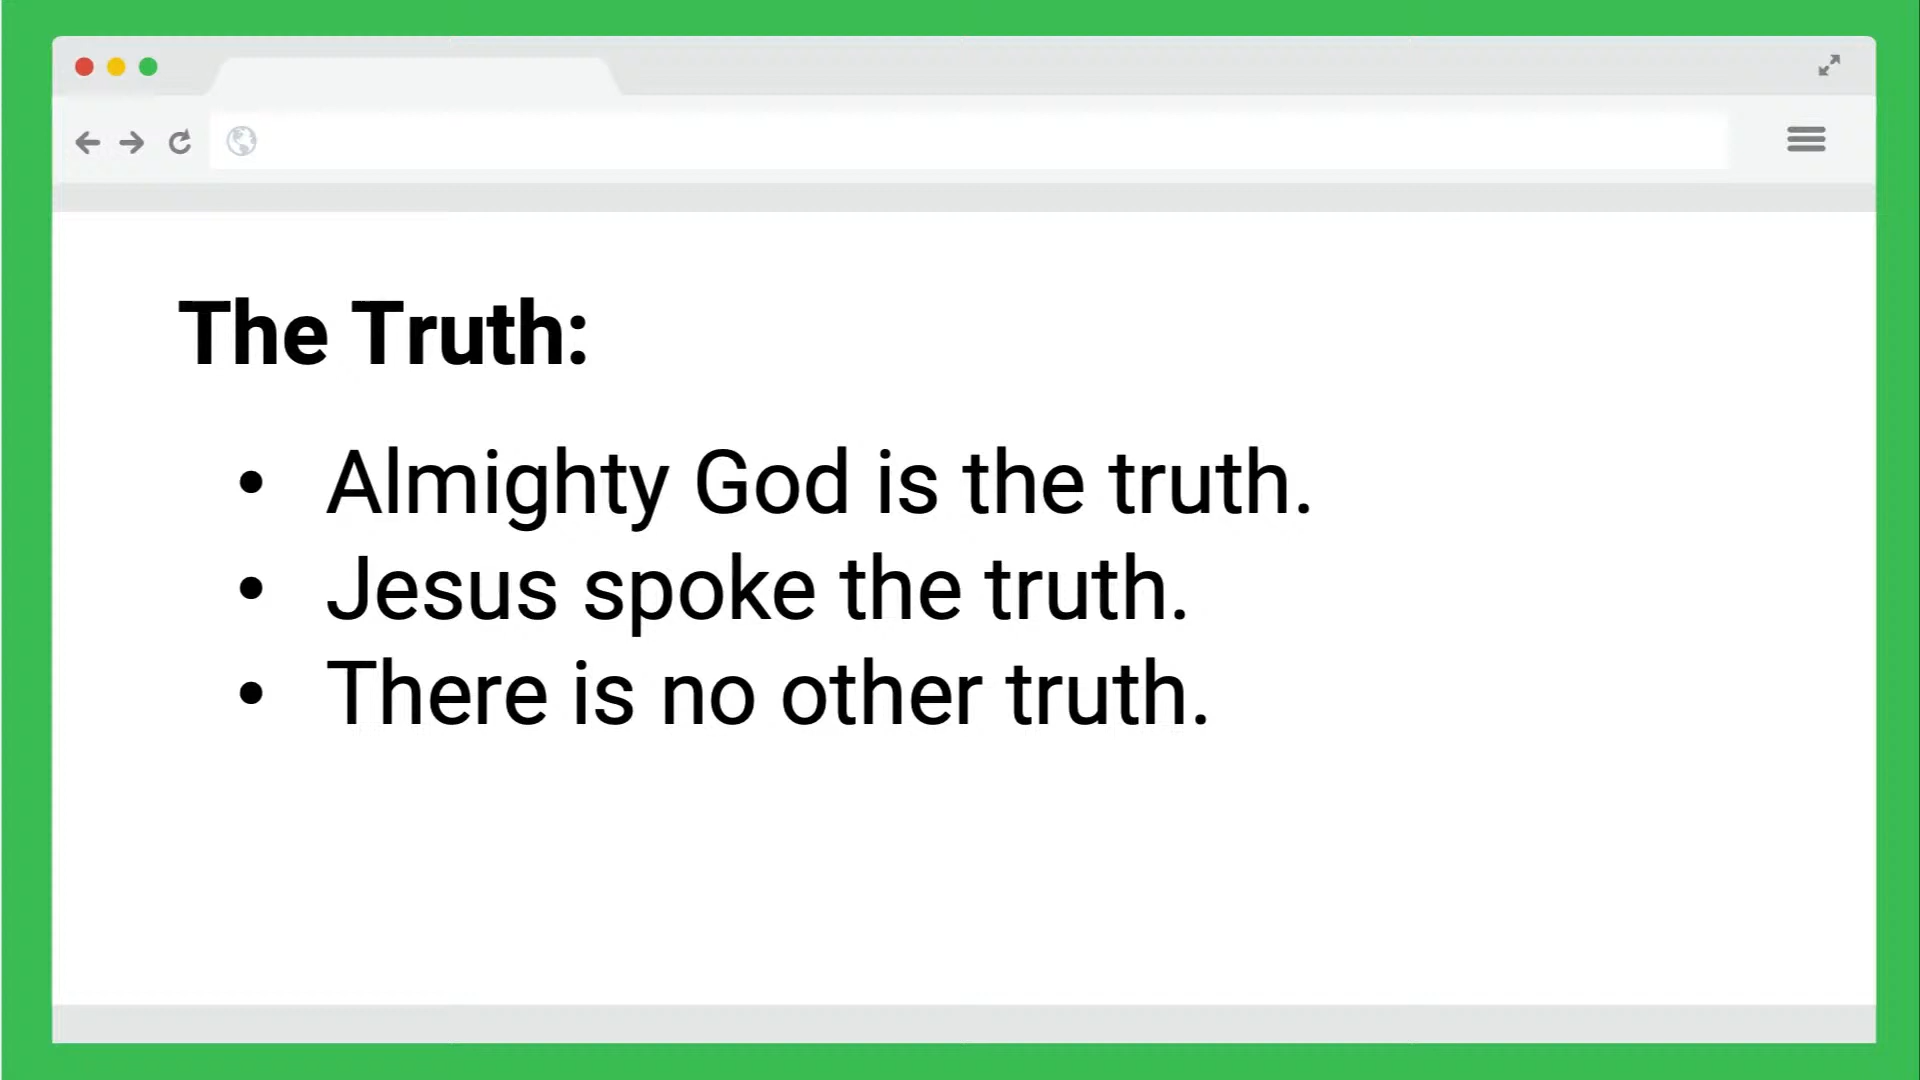 The Truth:
• Almighty God is the truth.
• Jesus spoke the truth.
• There is no other truth.